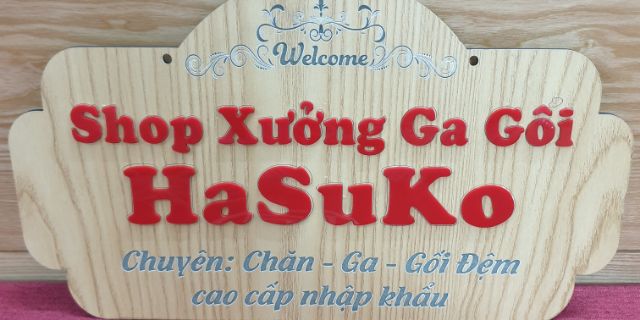 Welcome
Shop Xưởng Ga Gối
HaSuKo
Chuyên: Chăn - Ga - Gối Đệm
cao cấp nhập khẩu